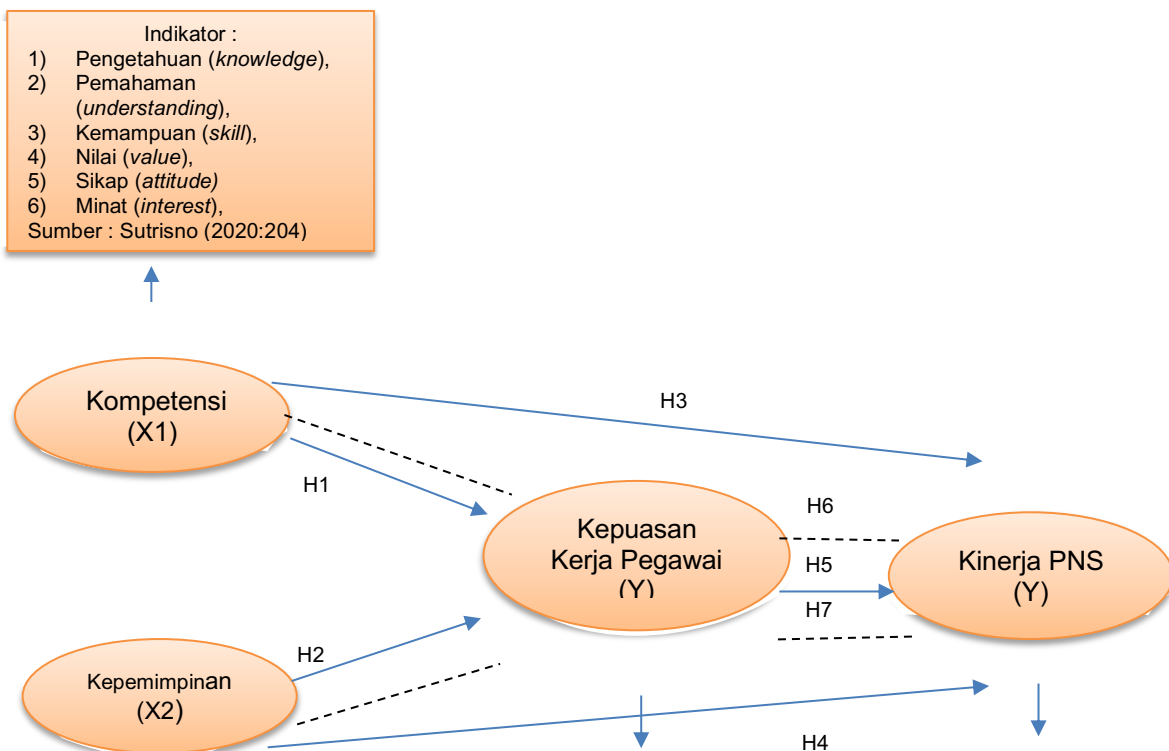 Indikator :
1) Pengetahuan (knowledge),
2) Pemahaman
(understanding),
3) Kemampuan (skill),
4) Nilai (value),
5) Sikap (attitude)
6) Minat (interest),
Sumber : Sutrisno (2020:204)
Kompetensi
(X1)
H3
H1
H6
Kepuasan
Kerja Pegawai
(Y)
H5
Kinerja PNS
(Y)
H7
H2
Kepemimpinan
(X2)
H4